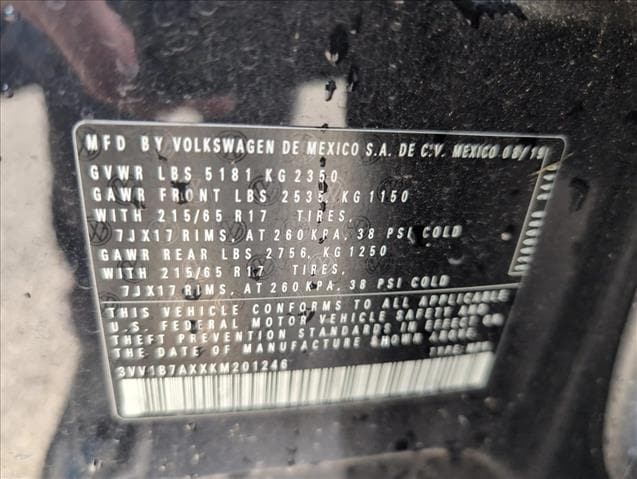 MFD BY VOLKSWAGEN DE MEXICO S.A. DE C.V. MEXICO 08/19
GVWR LBS 5181 KG 2350
GAWR FRONT LBS 2535, KG 1150
WITH 215/65 R17 TIRES,
7JX17 RIMS, AT 260 KPA, 38 PSI COLD
GAWR REAR LBS 2756, KG 1250
WITH 215/65 R17 TIRES,
7JX17 RIMS, AT 260 KPA, 38 PSI COLD
THIS VEHICLE CONFORMS TO ALL APPLICABLE
U.S. FEDERAL MOTOR VEHICLE SAFETY AND
THEFT PREVENTION STANDARDS IN EFFECT ON
THE DATE OF MANUFACTURE SHOWN ABOVE.
3VV1B7AXXKM201246 TYPE: